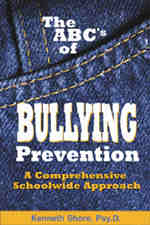 The ABC's
of
BULLYING
Prevention
A Comprehensive
Schoolwide Approach
Kenneth Shore, Psy.D.